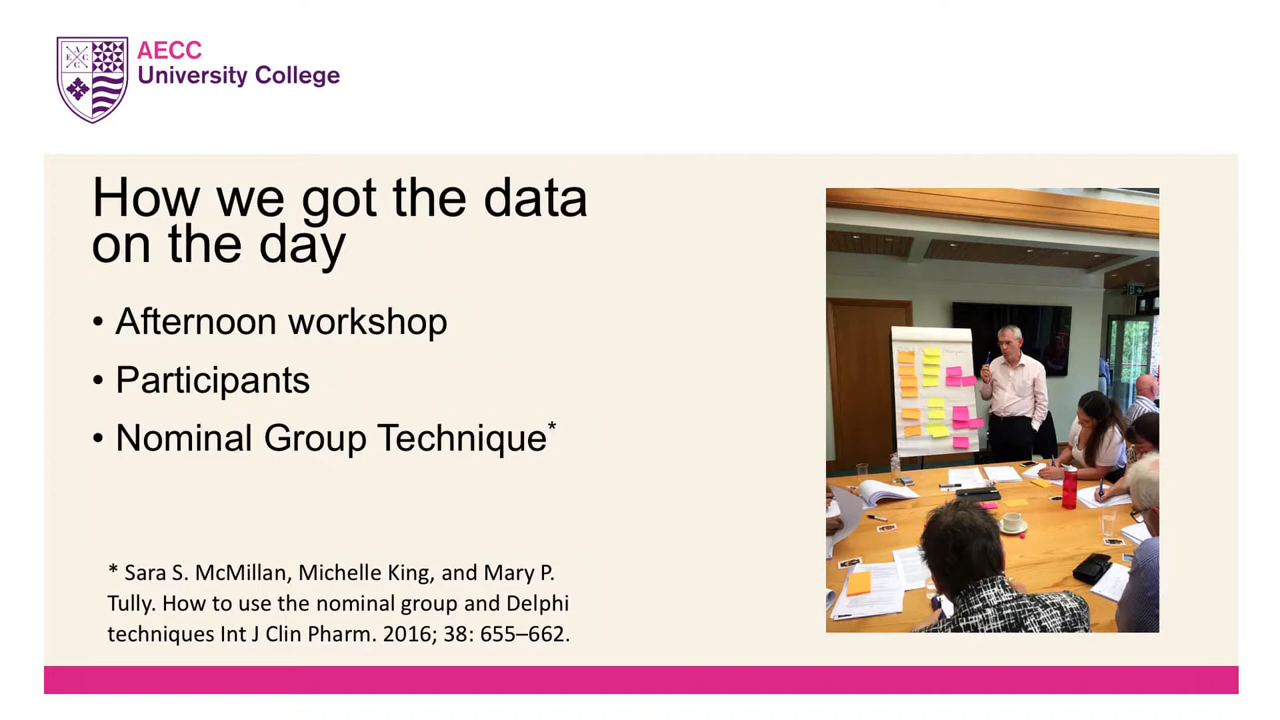 AECC
University College
How we got the data
on the day
• Afternoon workshop
• Participants
• Nominal Group Technique*
* Sara S. McMillan, Michelle King, and Mary P.
Tully. How to use the nominal group and Delphi
techniques Int J Clin Pharm. 2016; 38: 655–662.